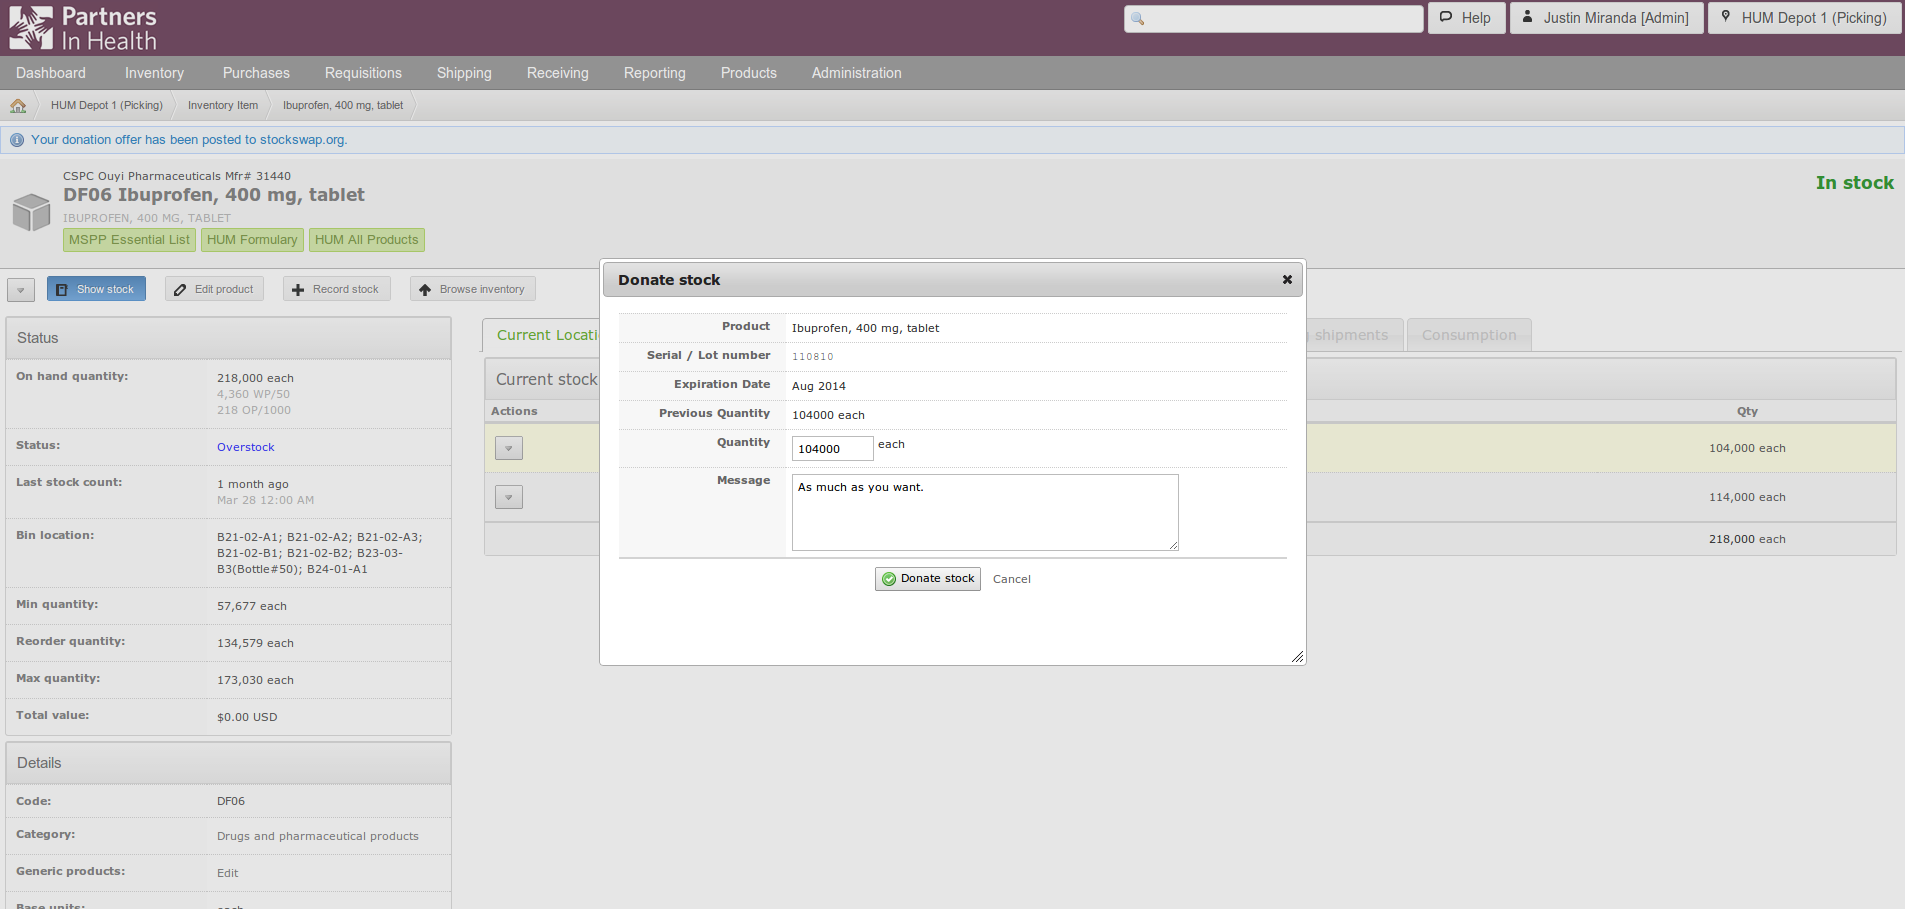 Partners
In Health
Help
Justin Miranda [Admin]
HUM Depot 1 (Picking)
Dashboard Inventory Purchases Requisitions Shipping Receiving Reporting Products Administration
HUM Depot 1 (Picking) Inventory Item Ibuprofen, 400 mg, tablet
Your donation offer has been posted to stockswap.org.
CSPC Ouyi Pharmaceuticals Mfr# 31440
DF06 Ibuprofen, 400 mg, tablet
IBUPROFEN, 400 MG, TABLET
MSPP Essential List HUM Formulary HUM All Products
In stock
Show stock Edit product Record stock Browse inventory
Status
On hand quantity: 218,000 each
4,360 WP/50
218 OP/1000
Status: Overstock
Last stock count: 1 month ago
Mar 28 12:00 AM
Bin location: B21-02-A1; B21-02-A2; B21-02-A3;
B21-02-B1; B21-02-B2; B23-03-
B3(Bottle#50); B24-01-A1
Min quantity: 57,677 each
Reorder quantity: 134,579 each
Max quantity: 173,030 each
Total value: $0.00 USD
Details
Code: DF06
Category: Drugs and pharmaceutical products
Generic products: Edit
Base units: each
Current Locati
shipments Consumption
Current stock
Actions Qty
104,000 each
114,000 each
218,000 each
Donate stock
Product Ibuprofen, 400 mg, tablet
Serial / Lot number 110810
Expiration Date Aug 2014
Previous Quantity 104000 each
Quantity 104000 each
Message As much as you want.
Donate stock Cancel